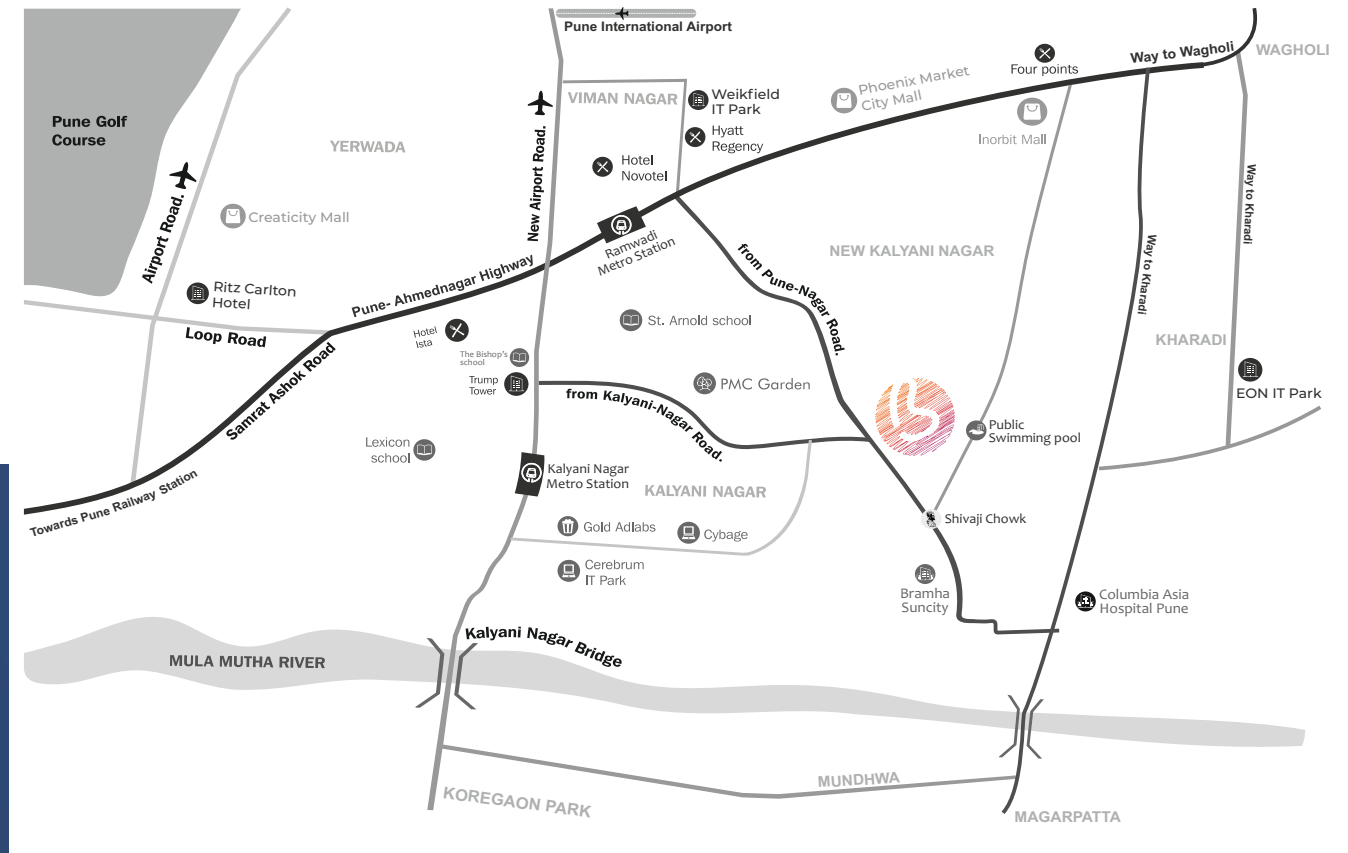 Pune International Airport
WAGHOLI
Way to Wagholi
Four points
Phoenix Market
City Mall
Inorbit Mall
VIMAN NAGAR
Weikfield
IT Park
Hyatt
Regency
Hotel
Novotel
Pune Golf
Course
YERWADA
Airport Road.
New Airport Road.
Creaticity Mall
Ritz Carlton
Hotel
Loop Road
Pune- Ahmednagar Highway
Ramwadi
Metro Station
from Pune-Nagar Road.
NEW KALYANI NAGAR
Way to Kharadi
Way to Kharadi
KHARADI
EON IT Park
Hotel
Ista
St. Arnold school
The Bishop's
school
Trump
Tower
PMC Garden
from Kalyani-Nagar Road.
Samrat Ashok Road
Lexicon
school
Public
Swimming pool
Kalyani Nagar
Metro Station
KALYANI NAGAR
Towards Pune Railway Station
Gold Adlabs
Cybage
Shivaji Chowk
Cerebrum
IT Park
Bramha
Suncity
Columbia Asia
Hospital Pune
Kalyani Nagar Bridge
MULA MUTHA RIVER
MUNDHWA
KOREGAON PARK
MAGARPATTA